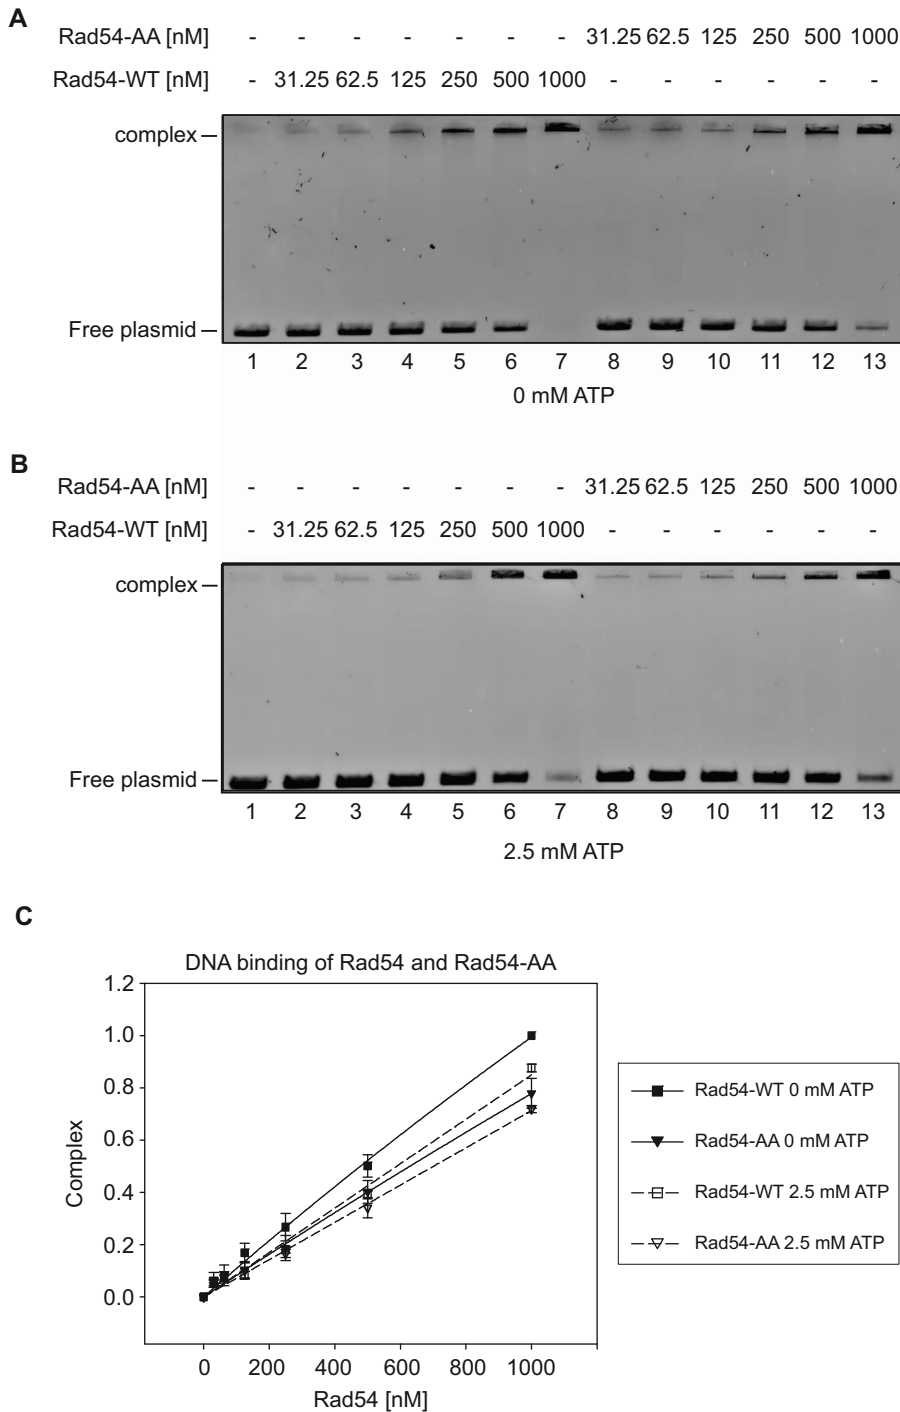 A
Rad54-AA [nM] - - - - - - - 31.25 62.5 125 250 500 1000
Rad54-WT [nM] - 31.25 62.5 125 250 500 1000 - - - - - -
complex
Free plasmid
1 2 3 4 5 6 7 8 9 10 11 12 13
0 mM ATP
B
Rad54-AA [nM] - - - - - - - 31.25 62.5 125 250 500 1000
Rad54-WT [nM] - 31.25 62.5 125 250 500 1000 - - - - - -
complex
Free plasmid
1 2 3 4 5 6 7 8 9 10 11 12 13
2.5 mM ATP
C
DNA binding of Rad54 and Rad54-AA
1.2
1.0
0.8
0.6
0.4
0.2
0.0
Complex
0 200 400 600 800 1000
Rad54 [nM]
Rad54-WT 0 mM ATP
Rad54-AA 0 mM ATP
Rad54-WT 2.5 mM ATP
Rad54-AA 2.5 mM ATP